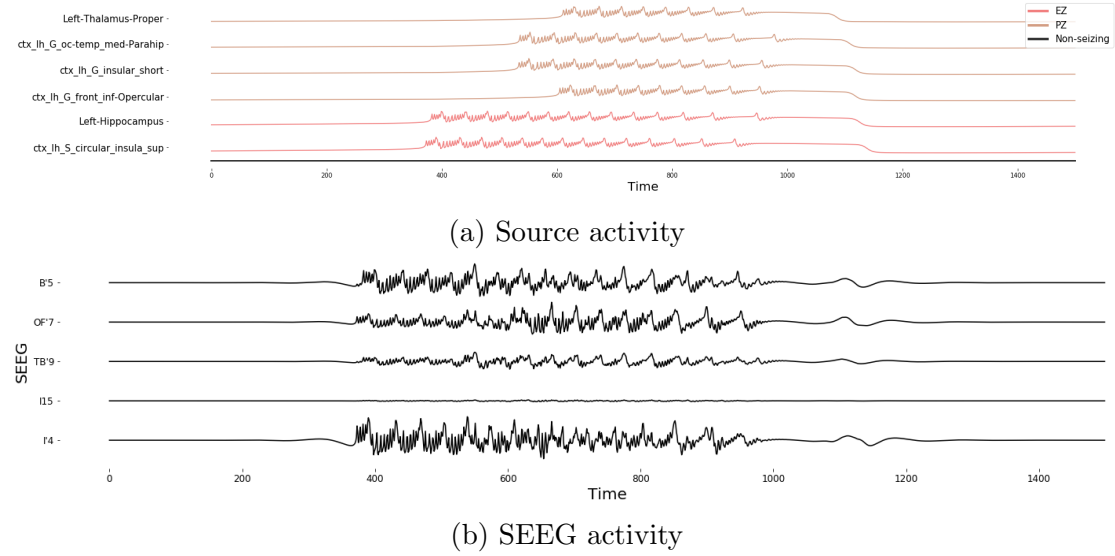 Left-Thalamus-Proper
ctx_lh_G_oc-temp_med-Parahip
ctx_lh_G_insular_short
ctx_lh_G_front_inf-Opercular
Left-Hippocampus
ctx_lh_S_circular_insula_sup
EZ
PZ
Non-seizing
0 200 400 600 800 1000 1200 1400
Time
(a) Source activity
B'5
OF'7
TB'9
I15
I'4
SEEG
0 200 400 600 800 1000 1200 1400
Time
(b) SEEG activity